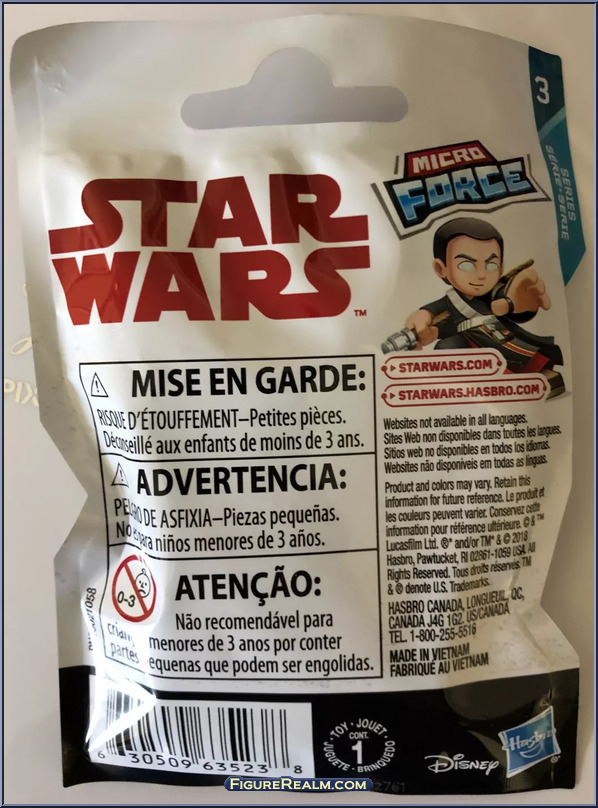 3
SERIES
SÉRIE•SERIE
MICRO
FORCE
STAR
WARS
™
STARWARS.COM
STARWARS.HASBRO.COM
MISE EN GARDE:
RISQUE D'ÉTOUFFEMENT–Petites pièces.
Déconseillé aux enfants de moins de 3 ans.
ADVERTENCIA:
DE ASFIXIA–Piezas pequeñas.
para niños menores de 3 años.
0-3
ATENÇÃO:
Não recomendável para
menores de 3 anos por conter
partes que podem ser engolidas.
Websites not available in all languages.
Sites Web non disponibles dans toutes les langues.
Sitios web no disponibles en todos los idiomas.
Websites não disponíveis em todas as línguas.
Product and colors may vary. Retain this
information for future reference. Le produit et
les couleurs peuvent varier. Conservez cette
information pour référence ultérieure. © & ™
Lucasfilm Ltd. ®* and/or TM* & © 2018
Hasbro, Pawtucket, RI 02861-1059 USA. All
Rights Reserved. Tous droits réservés. TM
& ® denote U.S. Trademarks.
HASBRO CANADA, LONGUEUIL, QC,
CANADA J4G 1G2. US/CANADA
TEL. 1-800-255-5516
MADE IN VIETNAM
FABRIQUÉ AU VIETNAM
6 30509 63523 8
TOY • JOUET
CONT.
1
JUGUETE • BRINQUEDO
Disney
Hasbro
FigureRealm.com